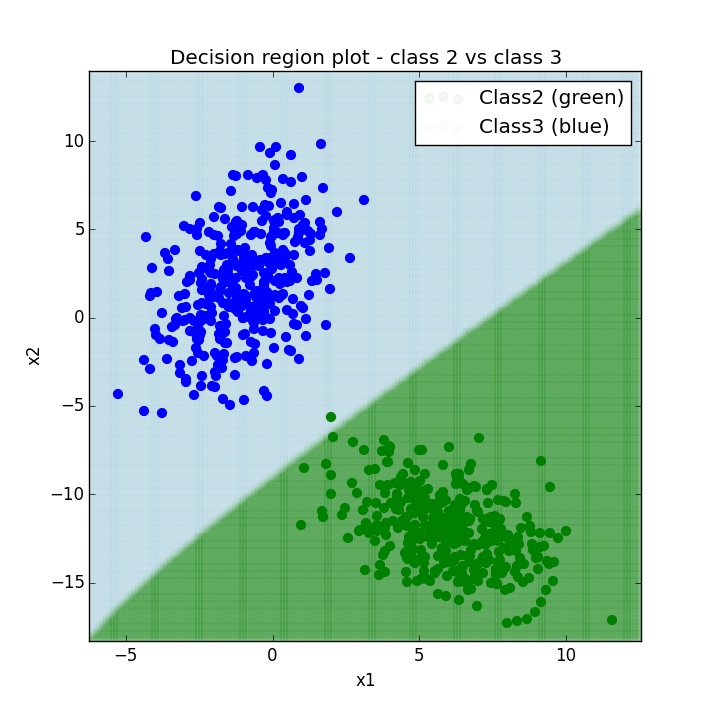 Decision region plot - class 2 vs class 3
Class2 (green)
Class3 (blue)
10
5
0
−5
−10
−15
x2
−5 0 5 10
x1